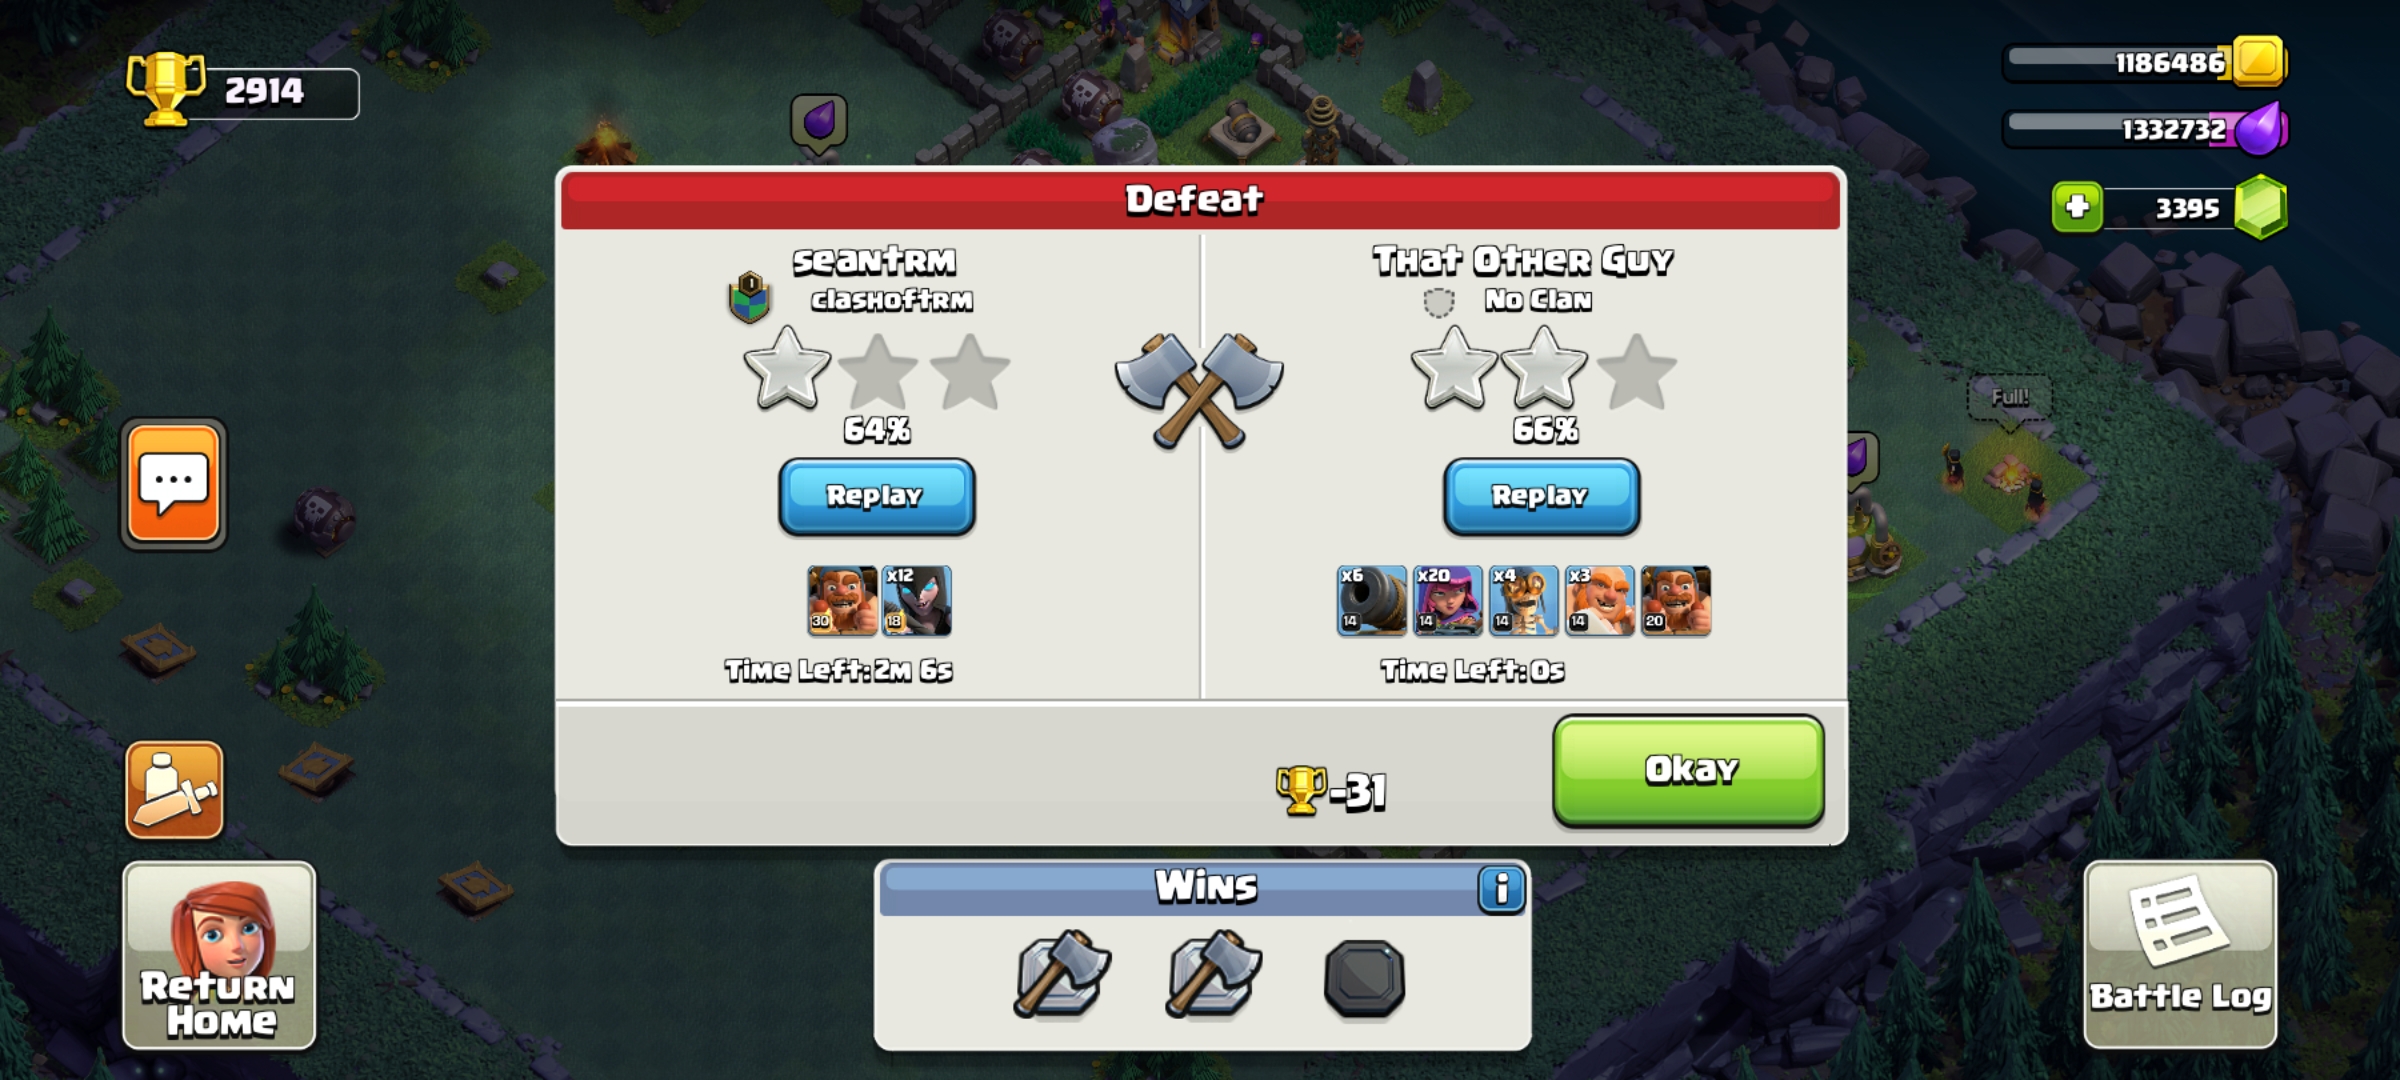 2914
1186486
1332732
3395
Defeat
seantrm
1
clashoftrm
64%
Replay
30
x12
18
Time Left: 2m 6s
That Other Guy
No Clan
66%
Replay
x6
14
x20
14
x4
14
x3
14
20
Time Left: 0s
Full!
-31
Okay
Wins
i
Return
Home
Battle Log